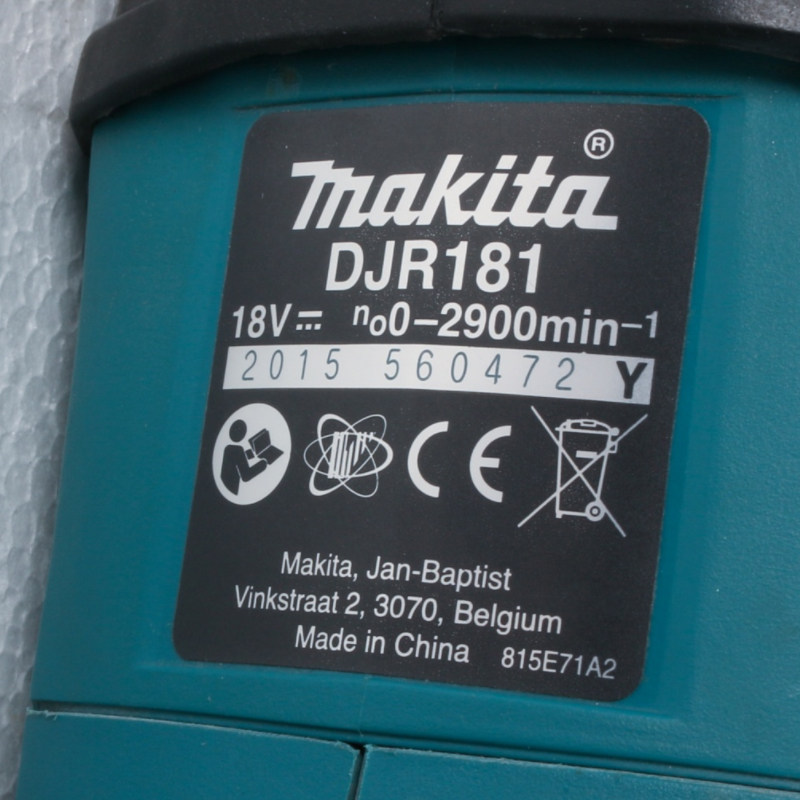 makita®
DJR181
18V⎓ no0–2900min⁻¹
2015 560472 Y
CE
Makita, Jan-Baptist
Vinkstraat 2, 3070, Belgium
Made in China 815E71A2